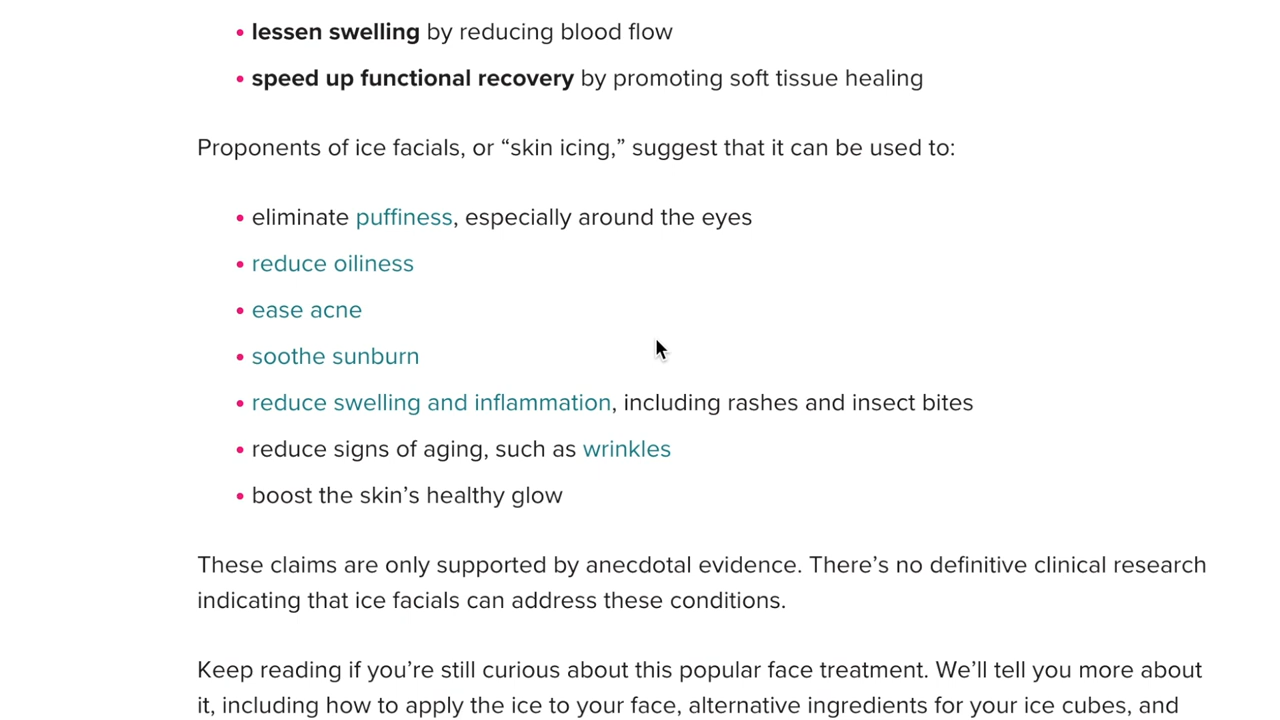 • lessen swelling by reducing blood flow
• speed up functional recovery by promoting soft tissue healing
Proponents of ice facials, or “skin icing,” suggest that it can be used to:
• eliminate puffiness, especially around the eyes
• reduce oiliness
• ease acne
• soothe sunburn
• reduce swelling and inflammation, including rashes and insect bites
• reduce signs of aging, such as wrinkles
• boost the skin’s healthy glow
These claims are only supported by anecdotal evidence. There’s no definitive clinical research
indicating that ice facials can address these conditions.
Keep reading if you’re still curious about this popular face treatment. We’ll tell you more about
it, including how to apply the ice to your face, alternative ingredients for your ice cubes, and